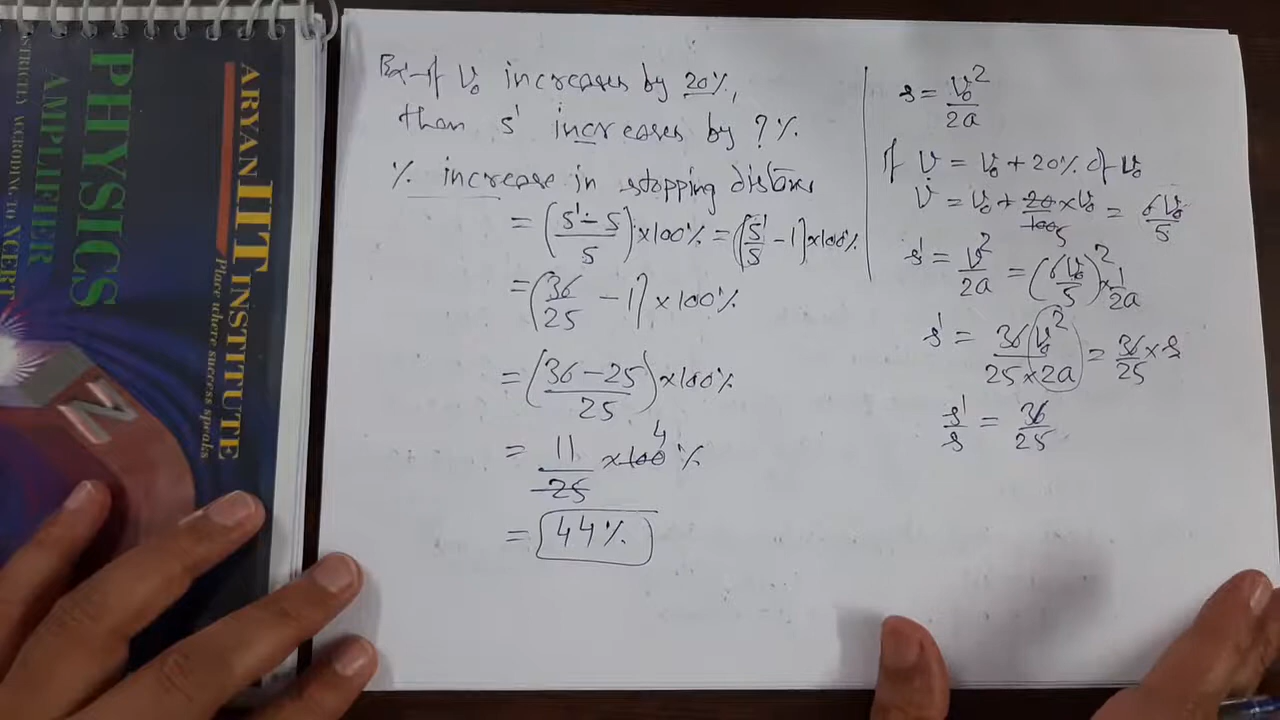 STRICTLY ACCRODING TO NCERT
PHYSICS
AMPLIFIER
ARYAN IIT INSTITUTE
Place where success speaks
Ex- if V₀ increases by 20%,
then s' increases by ? %
% increase in stopping distance
= (s' - s / s) × 100% = (s'/s - 1) × 100%
= (36/25 - 1) × 100%
= (36 - 25 / 25) × 100%
= 11/25 × 100 4 %
= 44%
s = V₀²/2a
if V = V₀ + 20% of V₀
V = V₀ + 20/100 5 × V₀ = 6V₀/5
s' = V²/2a = (6V₀/5)² × 1/2a
s' = 36 V₀²/25 × 2a = 36/25 × s
s'/s = 36/25